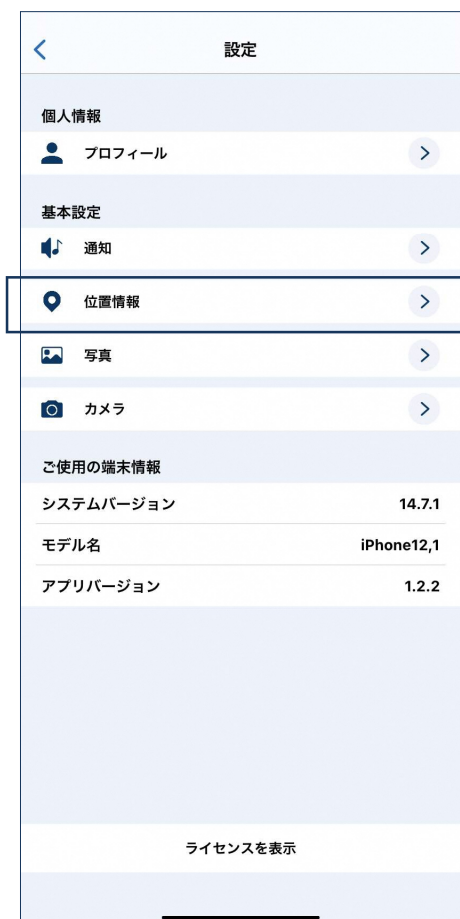 設定
個人情報
プロフィール
基本設定
通知
位置情報
写真
カメラ
ご使用の端末情報
システムバージョン 14.7.1
モデル名 iPhone12,1
アプリバージョン 1.2.2
ライセンスを表示